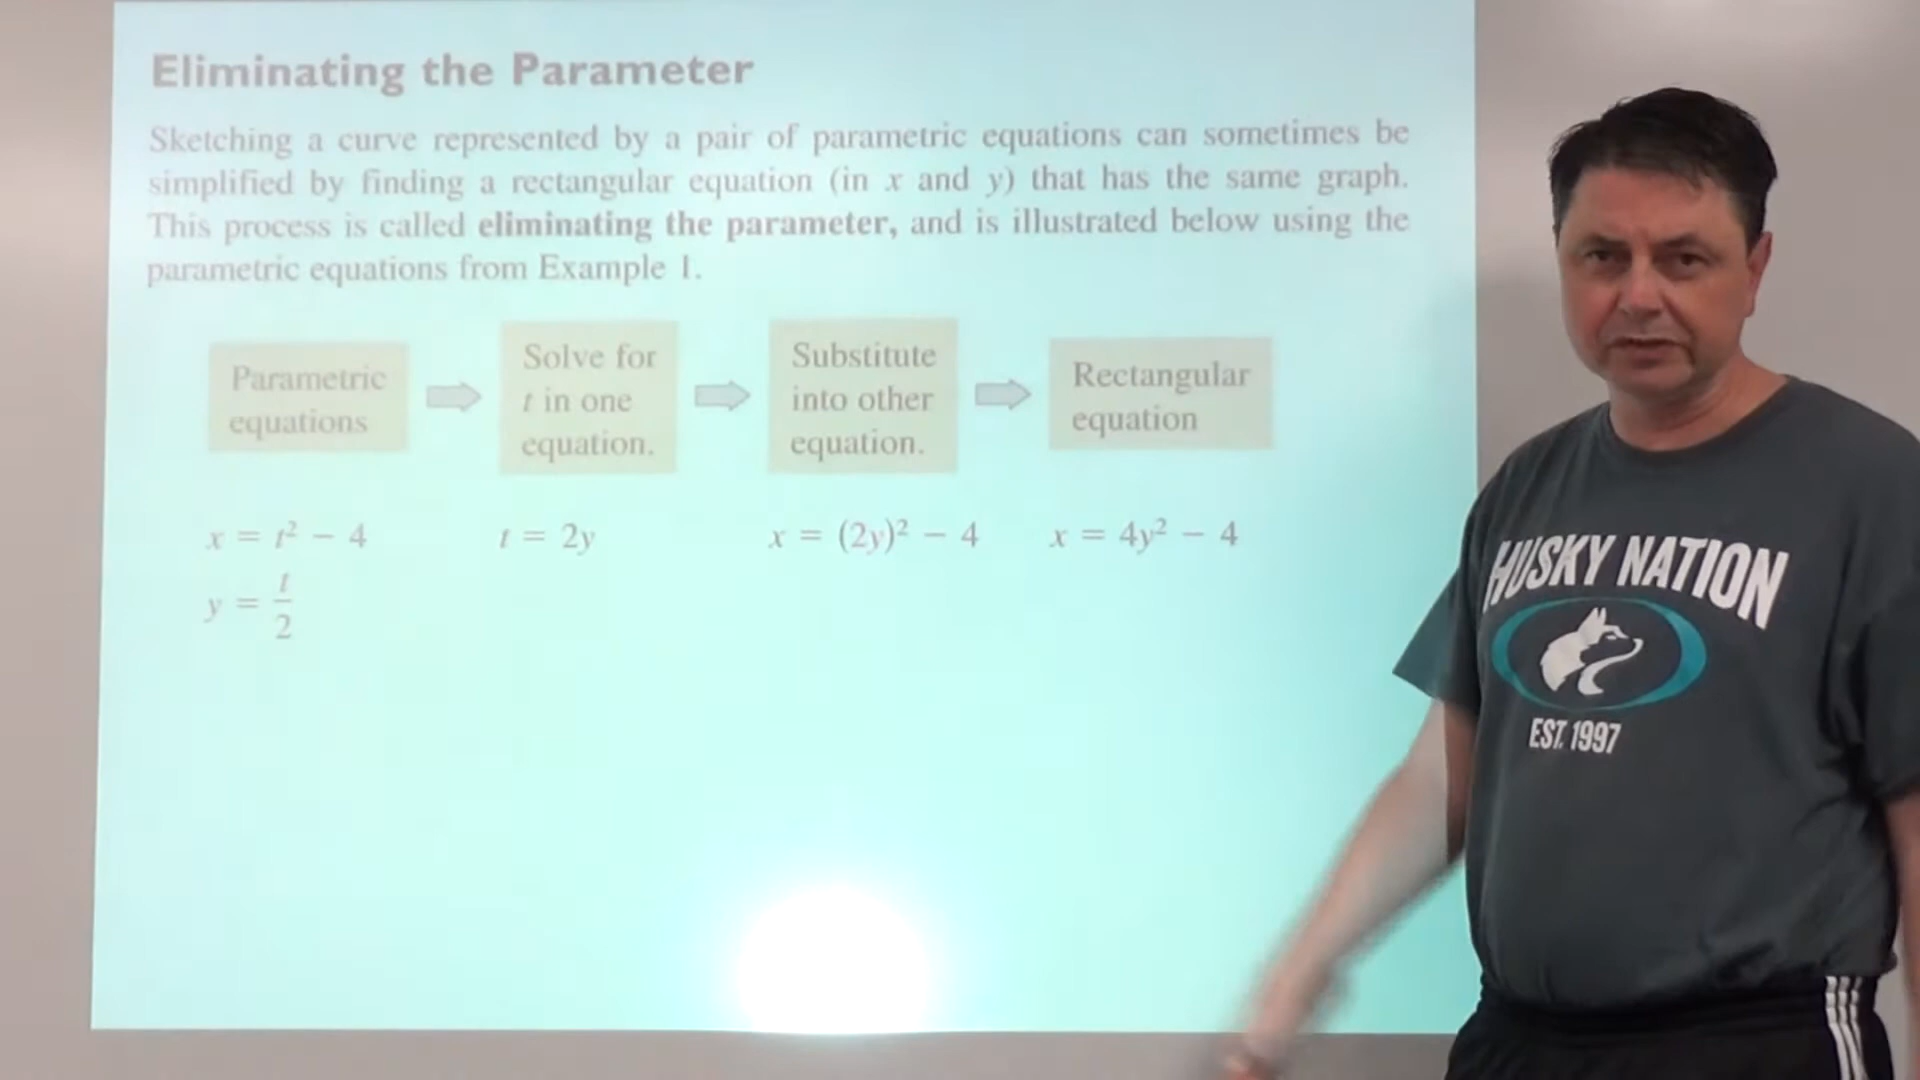 Eliminating the Parameter
Sketching a curve represented by a pair of parametric equations can sometimes be
simplified by finding a rectangular equation (in x and y) that has the same graph.
This process is called eliminating the parameter, and is illustrated below using the
parametric equations from Example 1.
Parametric
equations
Solve for
t in one
equation.
Substitute
into other
equation.
Rectangular
equation
x = t² − 4
y = t/2
t = 2y
x = (2y)² − 4
x = 4y² − 4
HUSKY NATION
EST. 1997